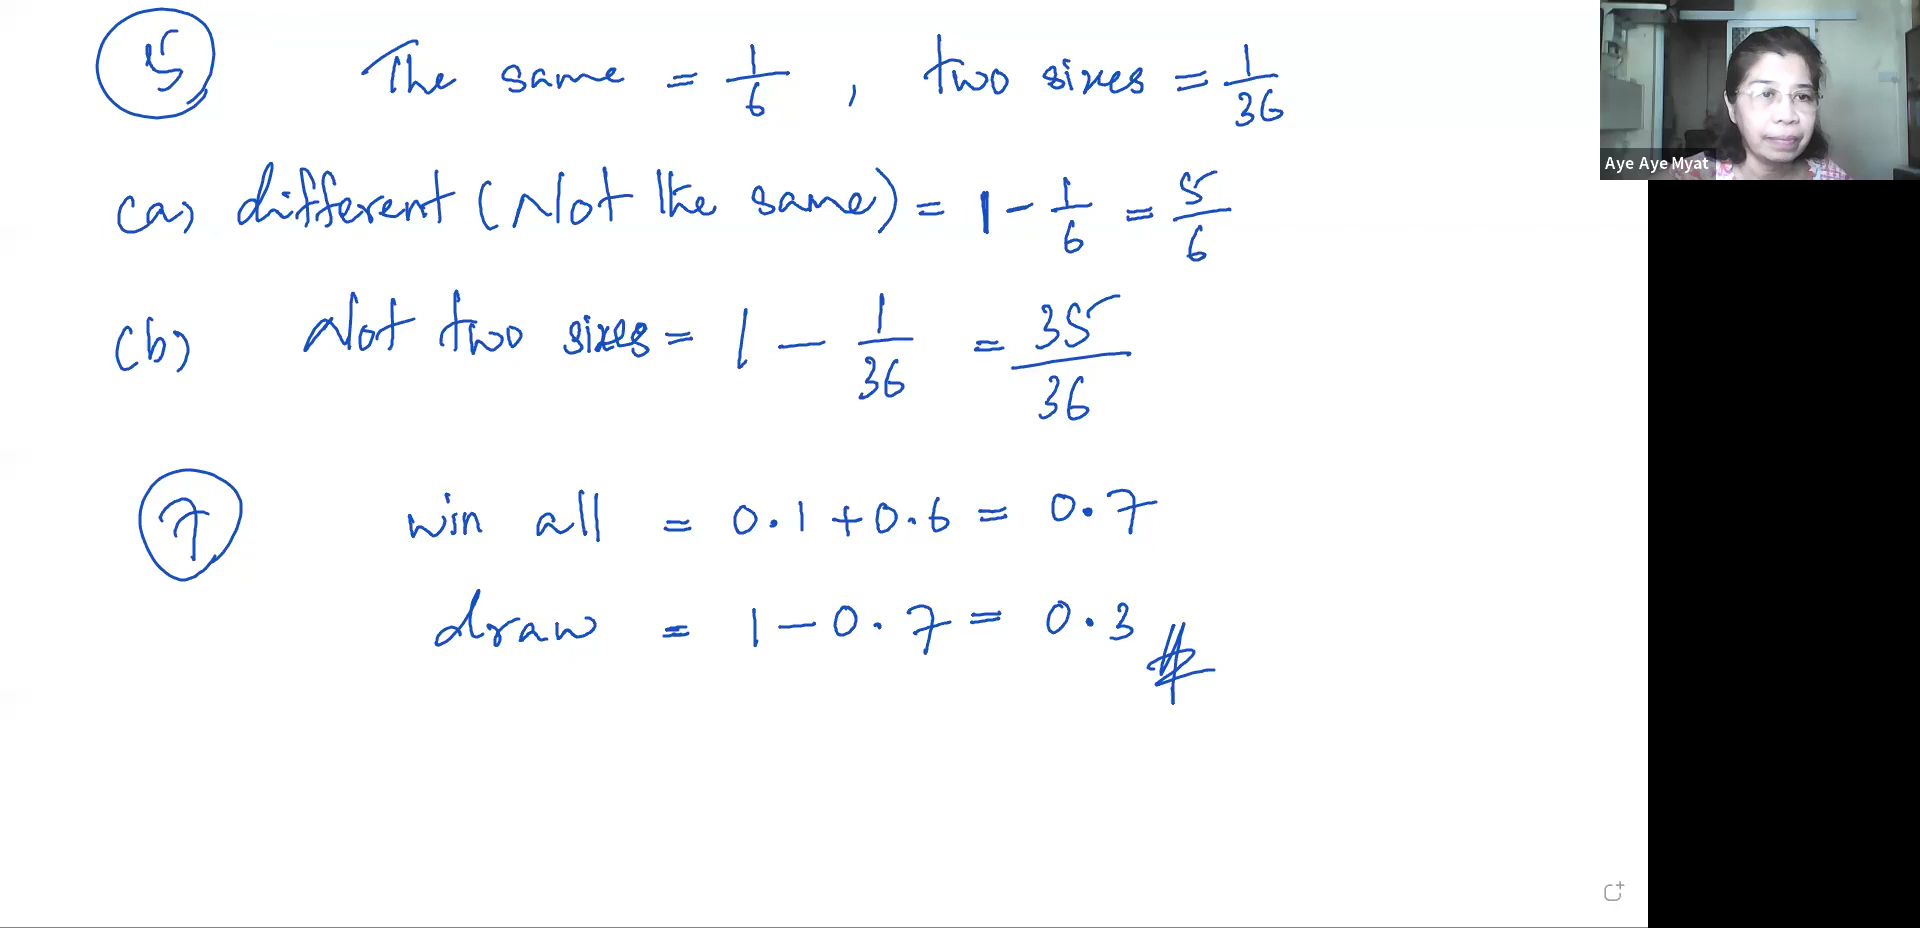 5 The same = 1/6 , two sixes = 1/36
Aye Aye Myat
(a) different (Not the same) = 1 - 1/6 = 5/6
(b) Not two sixes = 1 - 1/36 = 35/36
7 win all = 0.1 + 0.6 = 0.7
draw = 1 - 0.7 = 0.3 #